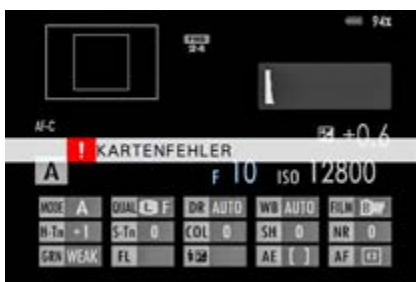 94%
AF-C
+0.6
! KARTENFEHLER
A F 10 ISO 12800
MODE A QUAL L F DR AUTO WB AUTO FILM
H-Tn +1 S-Tn 0 COL 0 SH 0 NR 0
GRN WEAK FL AE [ ] AF